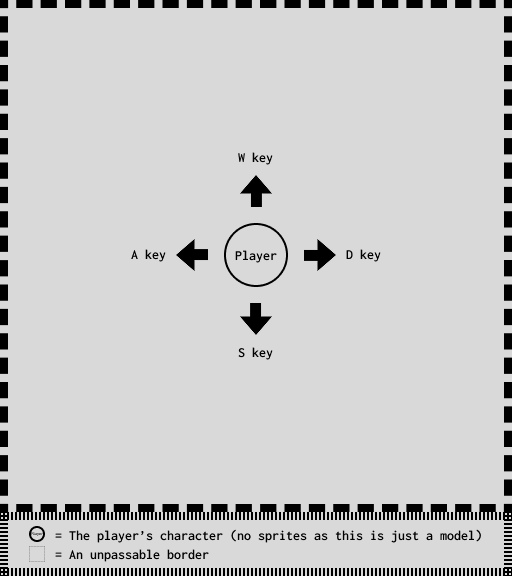 W key
A key
Player
D key
S key
= The player's character (no sprites as this is just a model)
= An unpassable border